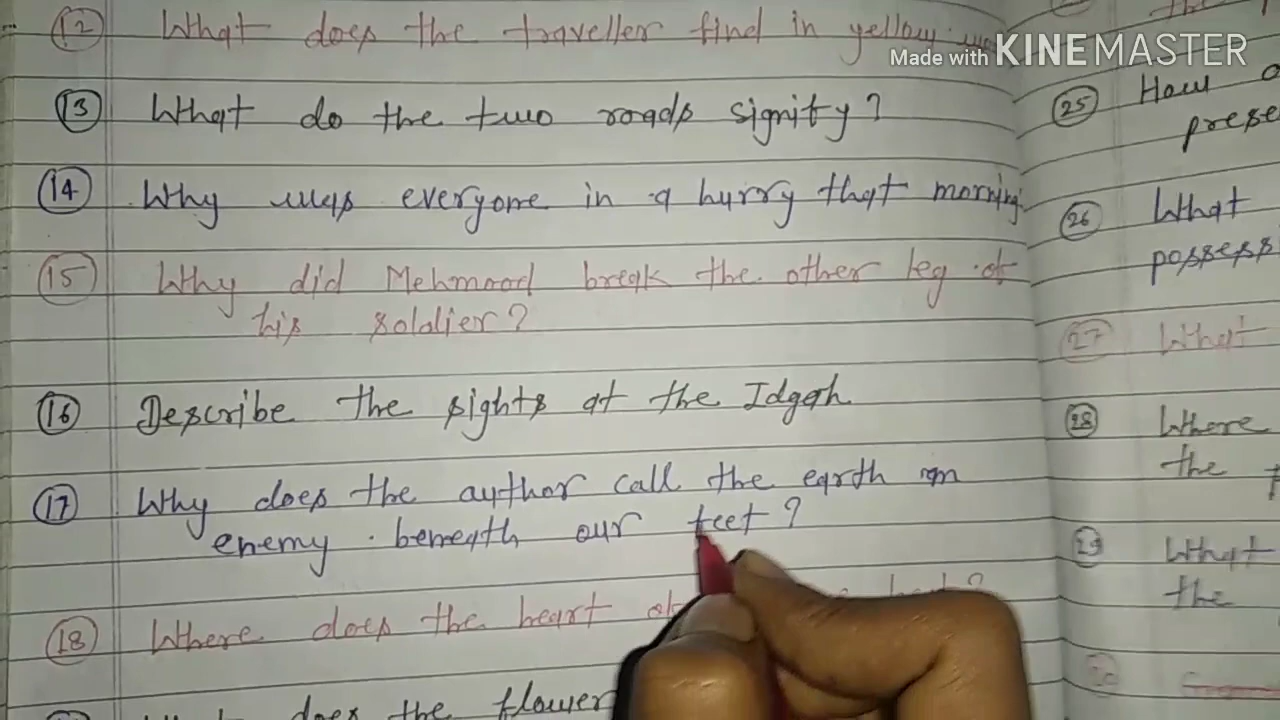 12 What does the traveller find in yellow
Made with KINEMASTER
13 What do the two roads signify?
14 Why was everyone in a hurry that morning.
15 Why did Mehmood break the other leg of
his soldier?
16 Describe the sights at the Idgah
17 Why does the author call the earth an
enemy beneath our feet?
18 Where does the heart
does the flower
25 How
26 What
27 What
28 Where
the
29 What
the